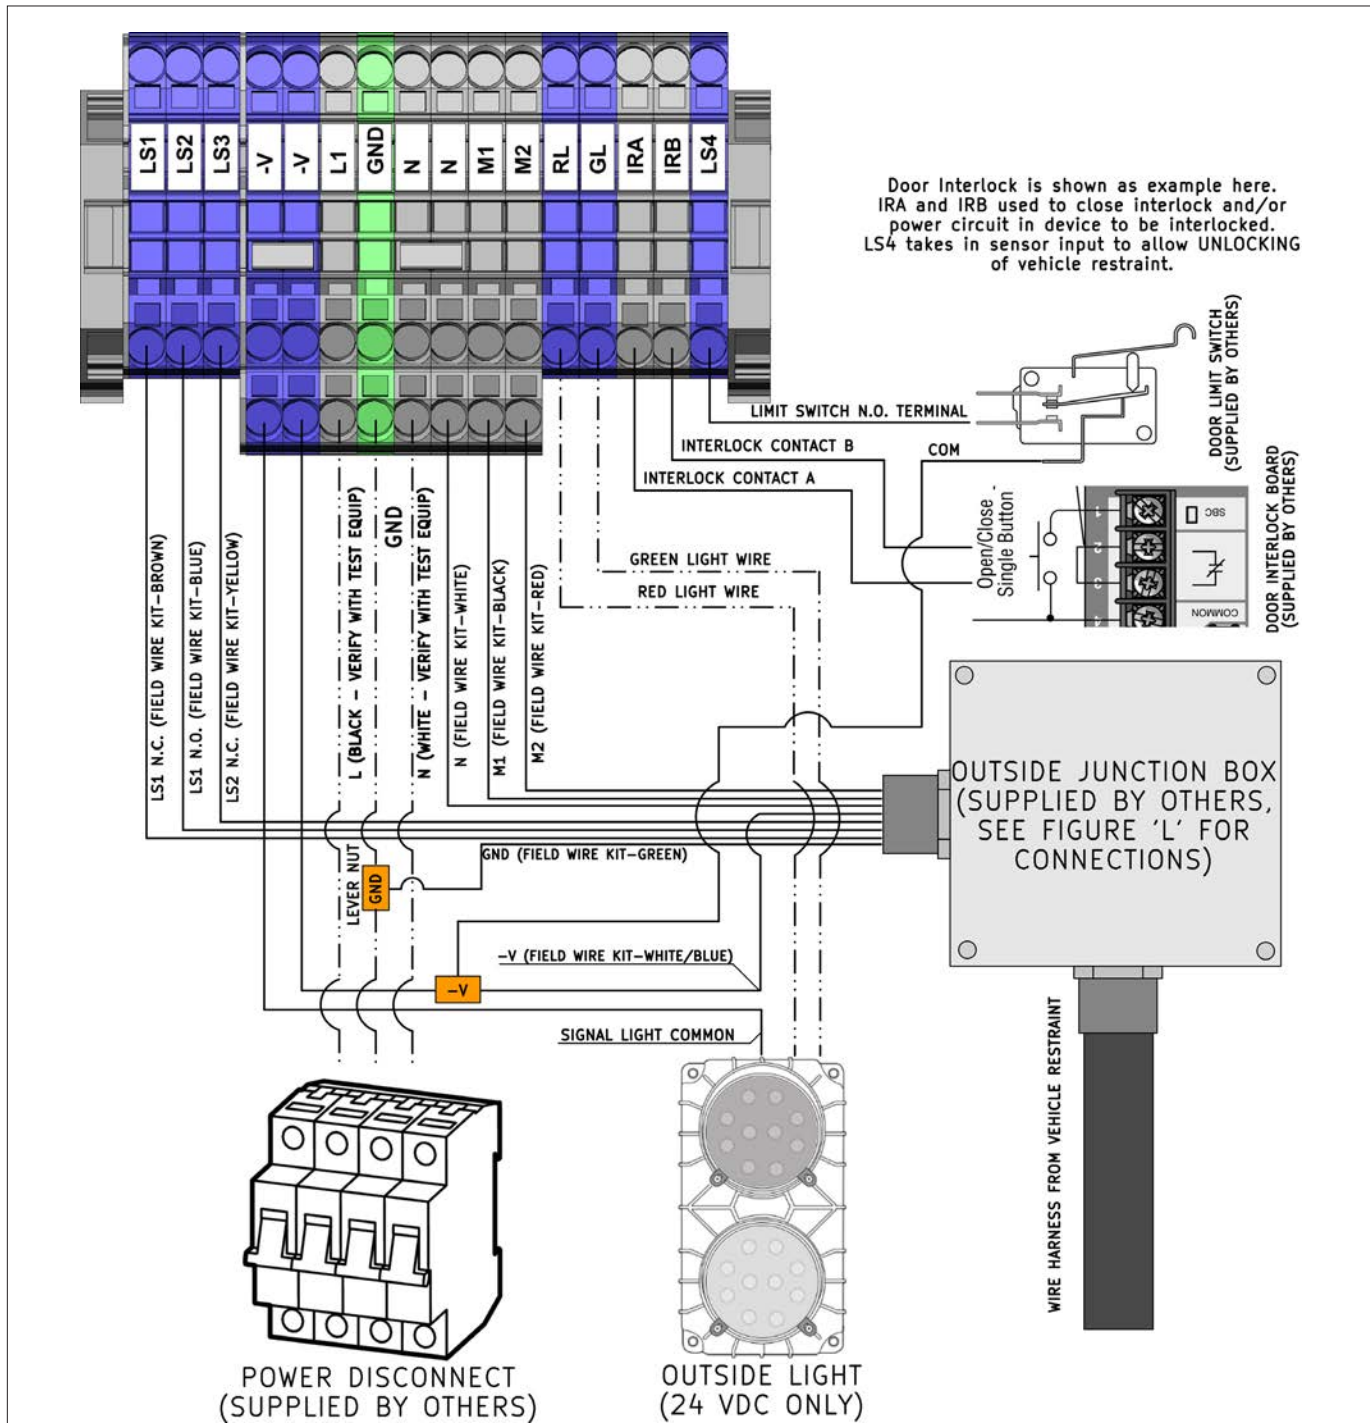 LS1
LS2
LS3
-V
-V
L1
GND
N
N
M1
M2
RL
GL
IRA
IRB
LS4
Door Interlock is shown as example here.
IRA and IRB used to close interlock and/or
power circuit in device to be interlocked.
LS4 takes in sensor input to allow UNLOCKING
of vehicle restraint.
DOOR LIMIT SWITCH
(SUPPLIED BY OTHERS)
LIMIT SWITCH N.O. TERMINAL
INTERLOCK CONTACT B
COM
INTERLOCK CONTACT A
Open/Close -
Single Button
1
2
3
4
SBC
COMMON
DOOR INTERLOCK BOARD
(SUPPLIED BY OTHERS)
GREEN LIGHT WIRE
RED LIGHT WIRE
LS1 N.C. (FIELD WIRE KIT-BROWN)
LS1 N.O. (FIELD WIRE KIT-BLUE)
LS2 N.C. (FIELD WIRE KIT-YELLOW)
L (BLACK - VERIFY WITH TEST EQUIP)
GND
N (WHITE - VERIFY WITH TEST EQUIP)
N (FIELD WIRE KIT-WHITE)
M1 (FIELD WIRE KIT-BLACK)
M2 (FIELD WIRE KIT-RED)
OUTSIDE JUNCTION BOX
(SUPPLIED BY OTHERS,
SEE FIGURE 'L' FOR
CONNECTIONS)
GND (FIELD WIRE KIT-GREEN)
LEVER NUT
GND
-V (FIELD WIRE KIT-WHITE/BLUE)
-V
SIGNAL LIGHT COMMON
WIRE HARNESS FROM VEHICLE RESTRAINT
POWER DISCONNECT
(SUPPLIED BY OTHERS)
OUTSIDE LIGHT
(24 VDC ONLY)